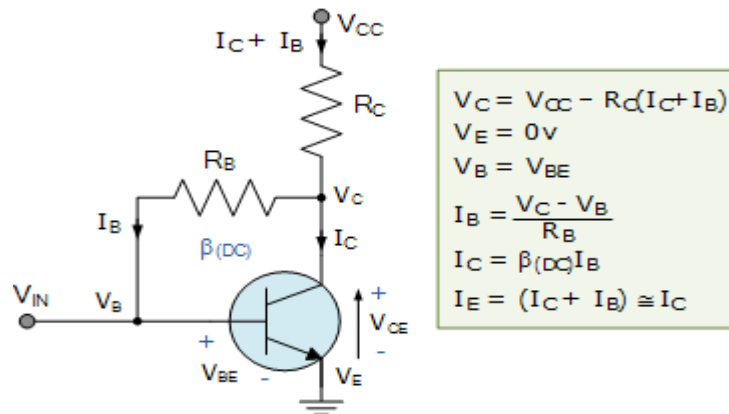 VCC
IC + IB
RC
RB
VC
IB
IC
β(DC)
VIN
VB
+
VCE
-
+
VBE
-
VE
VC = VCC − RC(IC+IB)
VE = 0v
VB = VBE
IB = VC - VB
RB
IC = β(DC)IB
IE = (IC + IB) ≅ IC